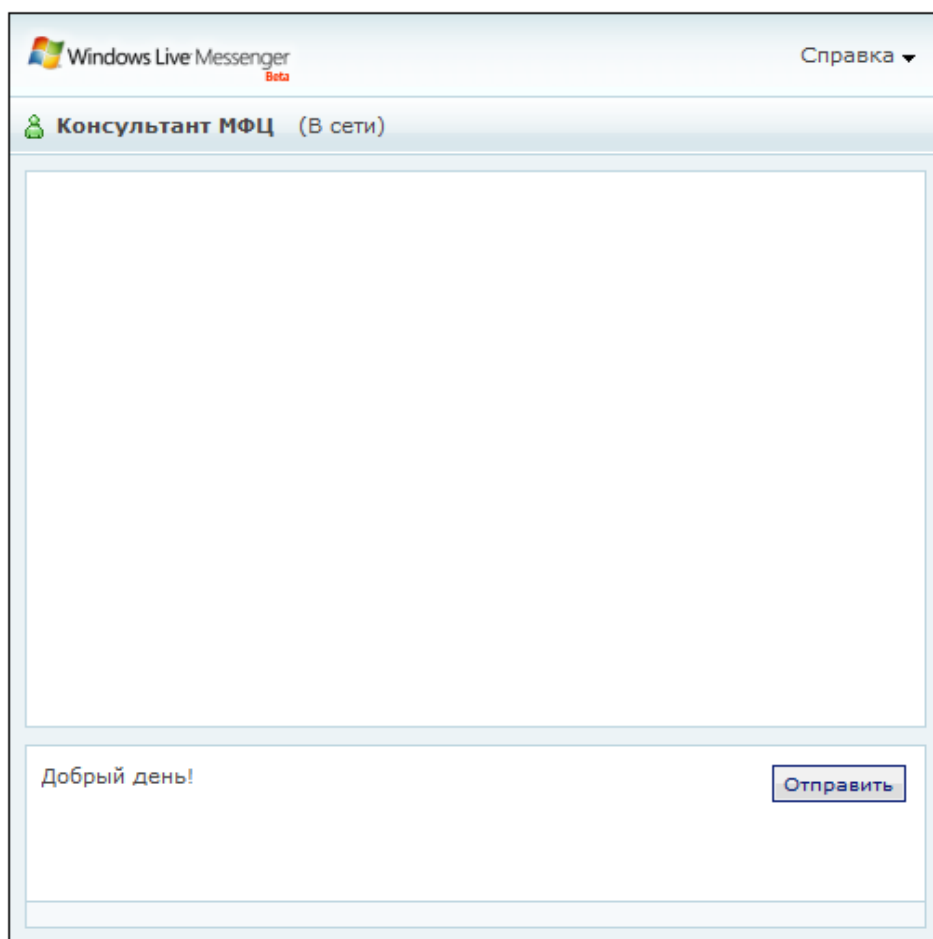 Windows Live Messenger
Beta
Справка
Консультант МФЦ (В сети)
Добрый день!
Отправить